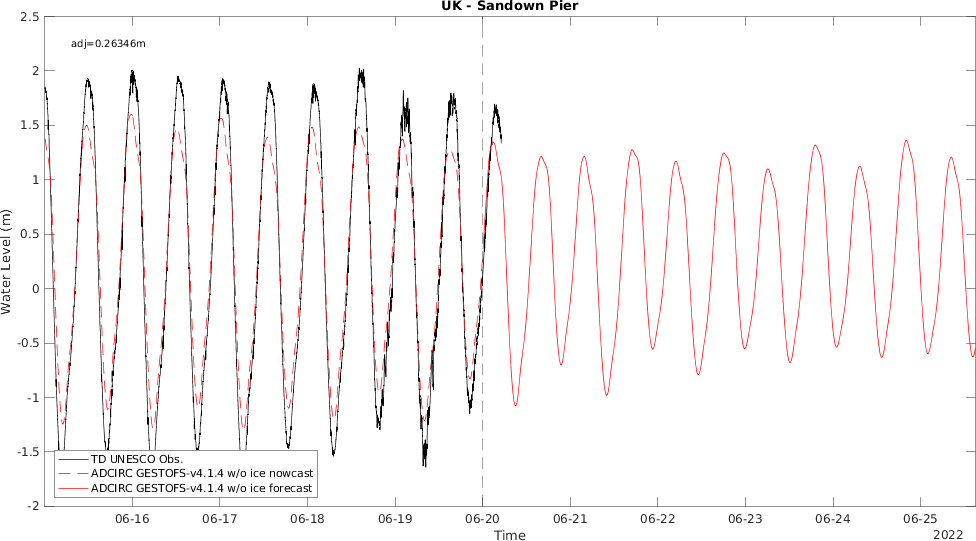 UK - Sandown Pier
adj=0.26346m
2.5
2
1.5
1
0.5
0
-0.5
-1
-1.5
-2
Water Level (m)
TD UNESCO Obs.
ADCIRC GESTOFS-v4.1.4 w/o ice nowcast
ADCIRC GESTOFS-v4.1.4 w/o ice forecast
06-16 06-17 06-18 06-19 06-20 06-21 06-22 06-23 06-24 06-25
Time
2022